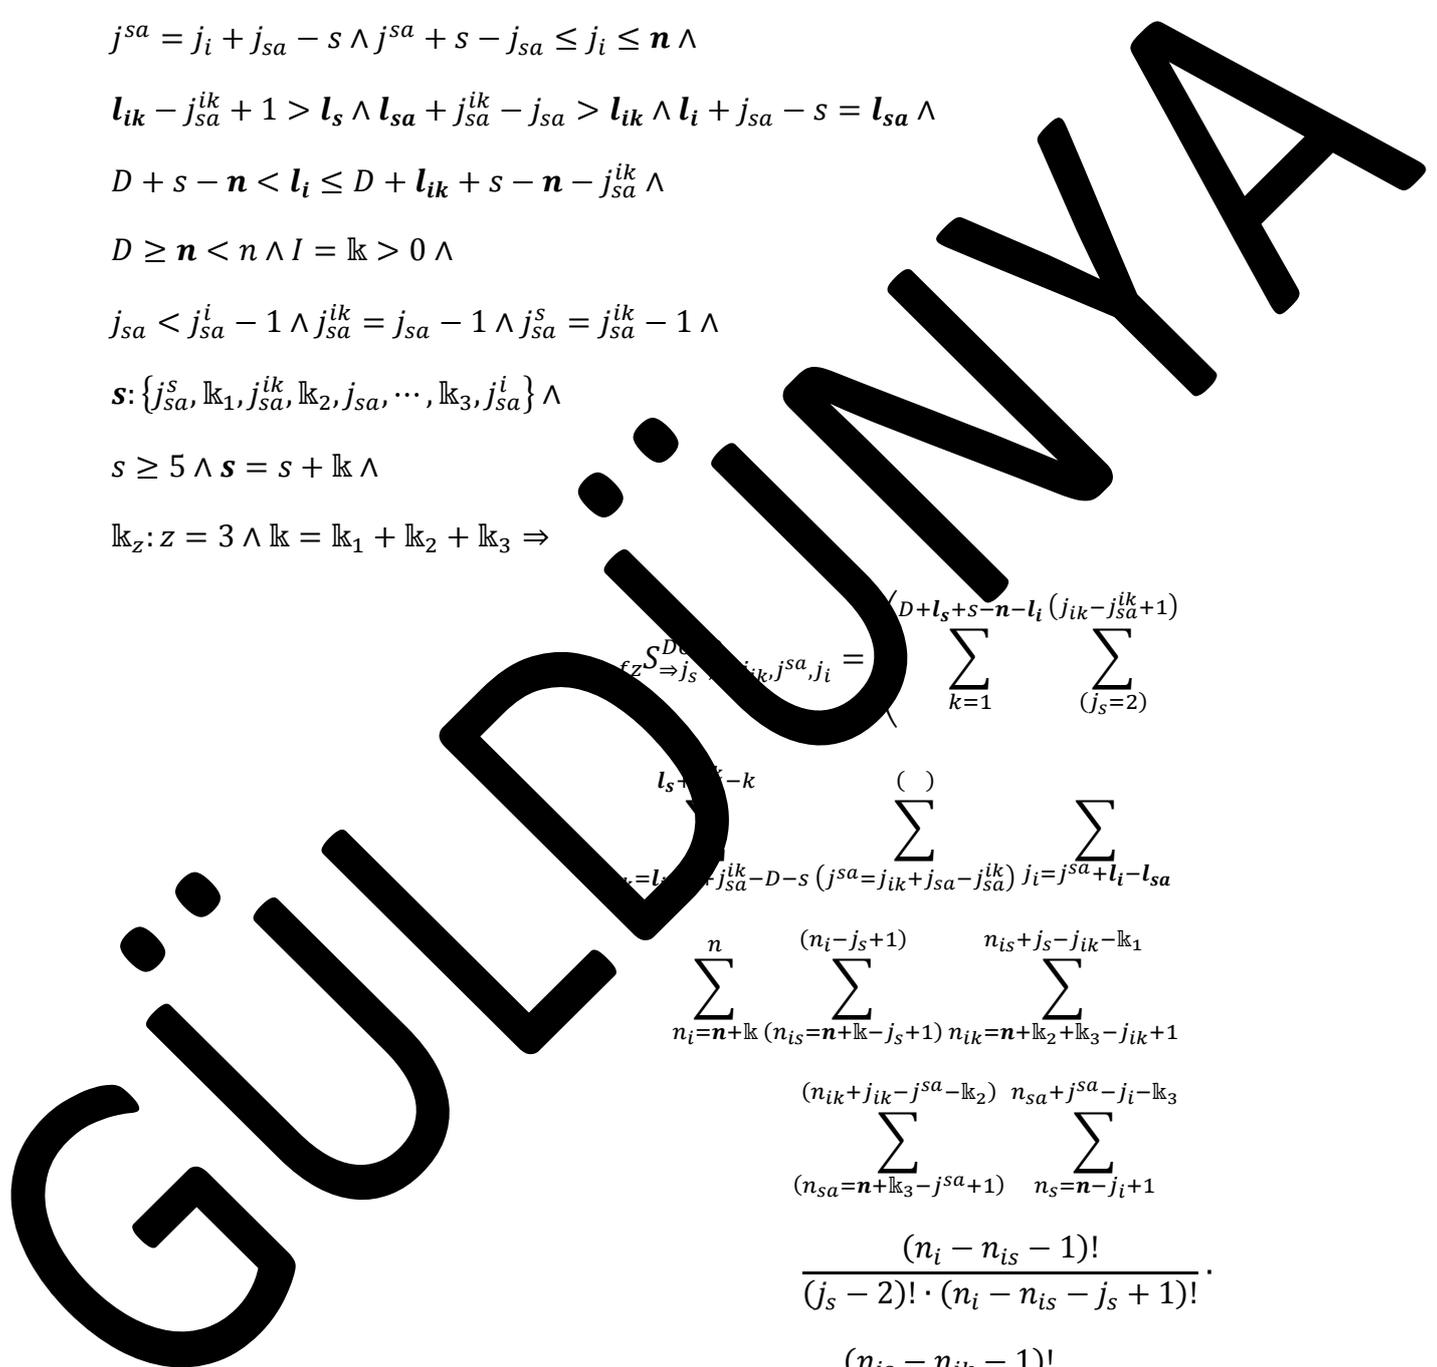 j^{sa} = j_i + j_{sa} − s ∧ j^{sa} + s − j_{sa} ≤ j_i ≤ 𝒏 ∧
𝒍_{𝒊𝒌} − j_{sa}^{ik} + 1 > 𝒍_𝒔 ∧ 𝒍_{𝒔𝒂} + j_{sa}^{ik} − j_{sa} > 𝒍_{𝒊𝒌} ∧ 𝒍_𝒊 + j_{sa} − s = 𝒍_{𝒔𝒂} ∧
D + s − 𝒏 < 𝒍_𝒊 ≤ D + 𝒍_{𝒊𝒌} + s − 𝒏 − j_{sa}^{ik} ∧
D ≥ 𝒏 < n ∧ I = 𝕜 > 0 ∧
j_{sa} < j_{sa}^{i} − 1 ∧ j_{sa}^{ik} = j_{sa} − 1 ∧ j_{sa}^{s} = j_{sa}^{ik} − 1 ∧
𝒔: {j_{sa}^{s}, 𝕜_1, j_{sa}^{ik}, 𝕜_2, j_{sa}, ⋯, 𝕜_3, j_{sa}^{i}} ∧
s ≥ 5 ∧ 𝒔 = s + 𝕜 ∧
𝕜_z: z = 3 ∧ 𝕜 = 𝕜_1 + 𝕜_2 + 𝕜_3 ⇒
S_{⇒j_s , j^{sa}, j_i} = ( ∑_{k=1}^{D+𝒍_𝒔+s−𝒏−𝒍_𝒊} ∑_{(j_s=2)}^{(j_{ik}−j_{sa}^{ik}+1)}
∑_{(j^{sa}=j_{ik}+j_{sa}−j_{sa}^{ik})}^{( )} ∑_{j_i=j^{sa}+𝒍_𝒊−𝒍_{𝒔𝒂}}
∑_{n_i=𝒏+𝕜}^{n} ∑_{(n_{is}=𝒏+𝕜−j_s+1)}^{(n_i−j_s+1)} ∑_{n_{ik}=𝒏+𝕜_2+𝕜_3−j_{ik}+1}^{n_{is}+j_s−j_{ik}−𝕜_1}
∑_{(n_{sa}=𝒏+𝕜_3−j^{sa}+1)}^{(n_{ik}+j_{ik}−j^{sa}−𝕜_2)} ∑_{n_s=𝒏−j_i+1}^{n_{sa}+j^{sa}−j_i−𝕜_3}
(n_i − n_{is} − 1)!
(j_s − 2)! · (n_i − n_{is} − j_s + 1)! ·
GÜLDÜNYA